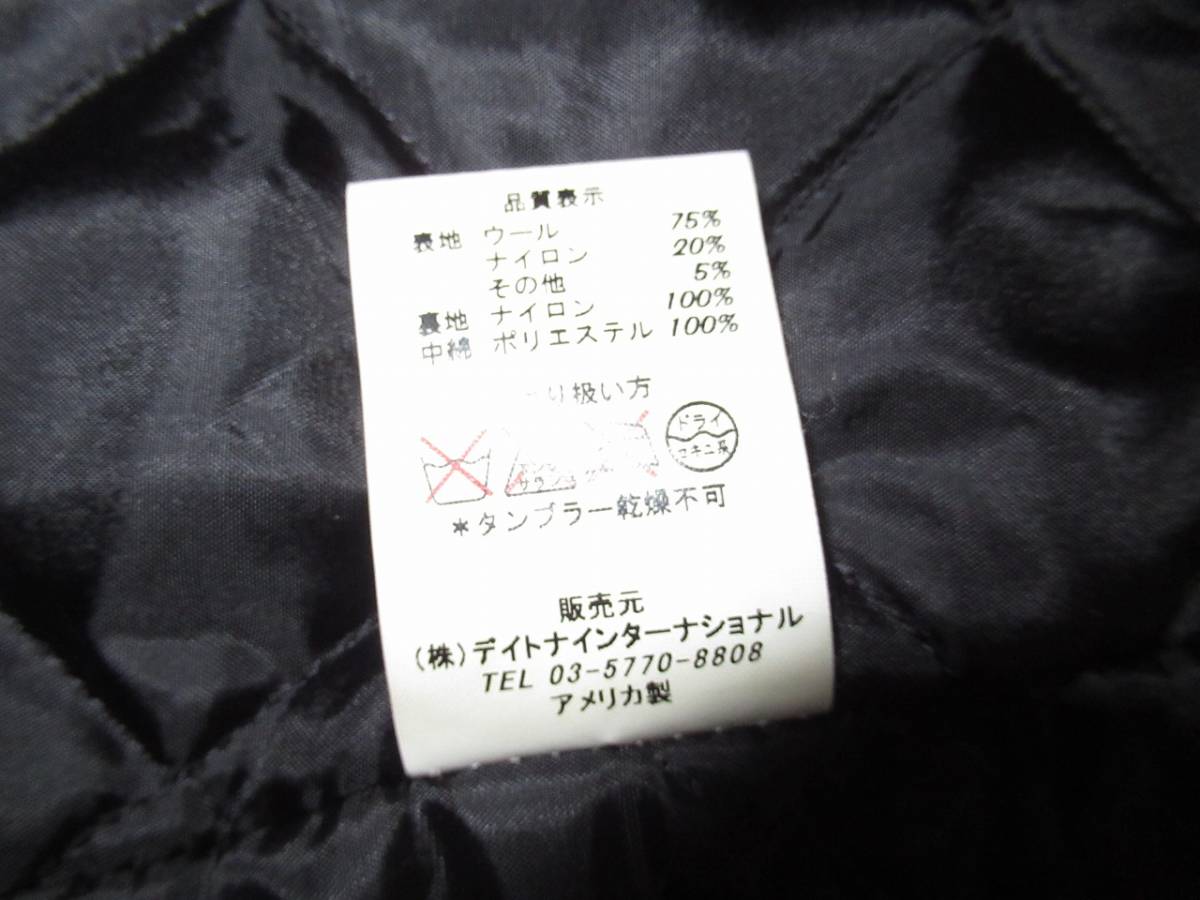 品質表示
表地 ウール 75%
ナイロン 20%
その他 5%
裏地 ナイロン 100%
中綿 ポリエステル 100%
り扱い方
ドライ
セキユ系
*タンブラー乾燥不可
販売元
(株)デイトナインターナショナル
TEL 03-5770-8808
アメリカ製